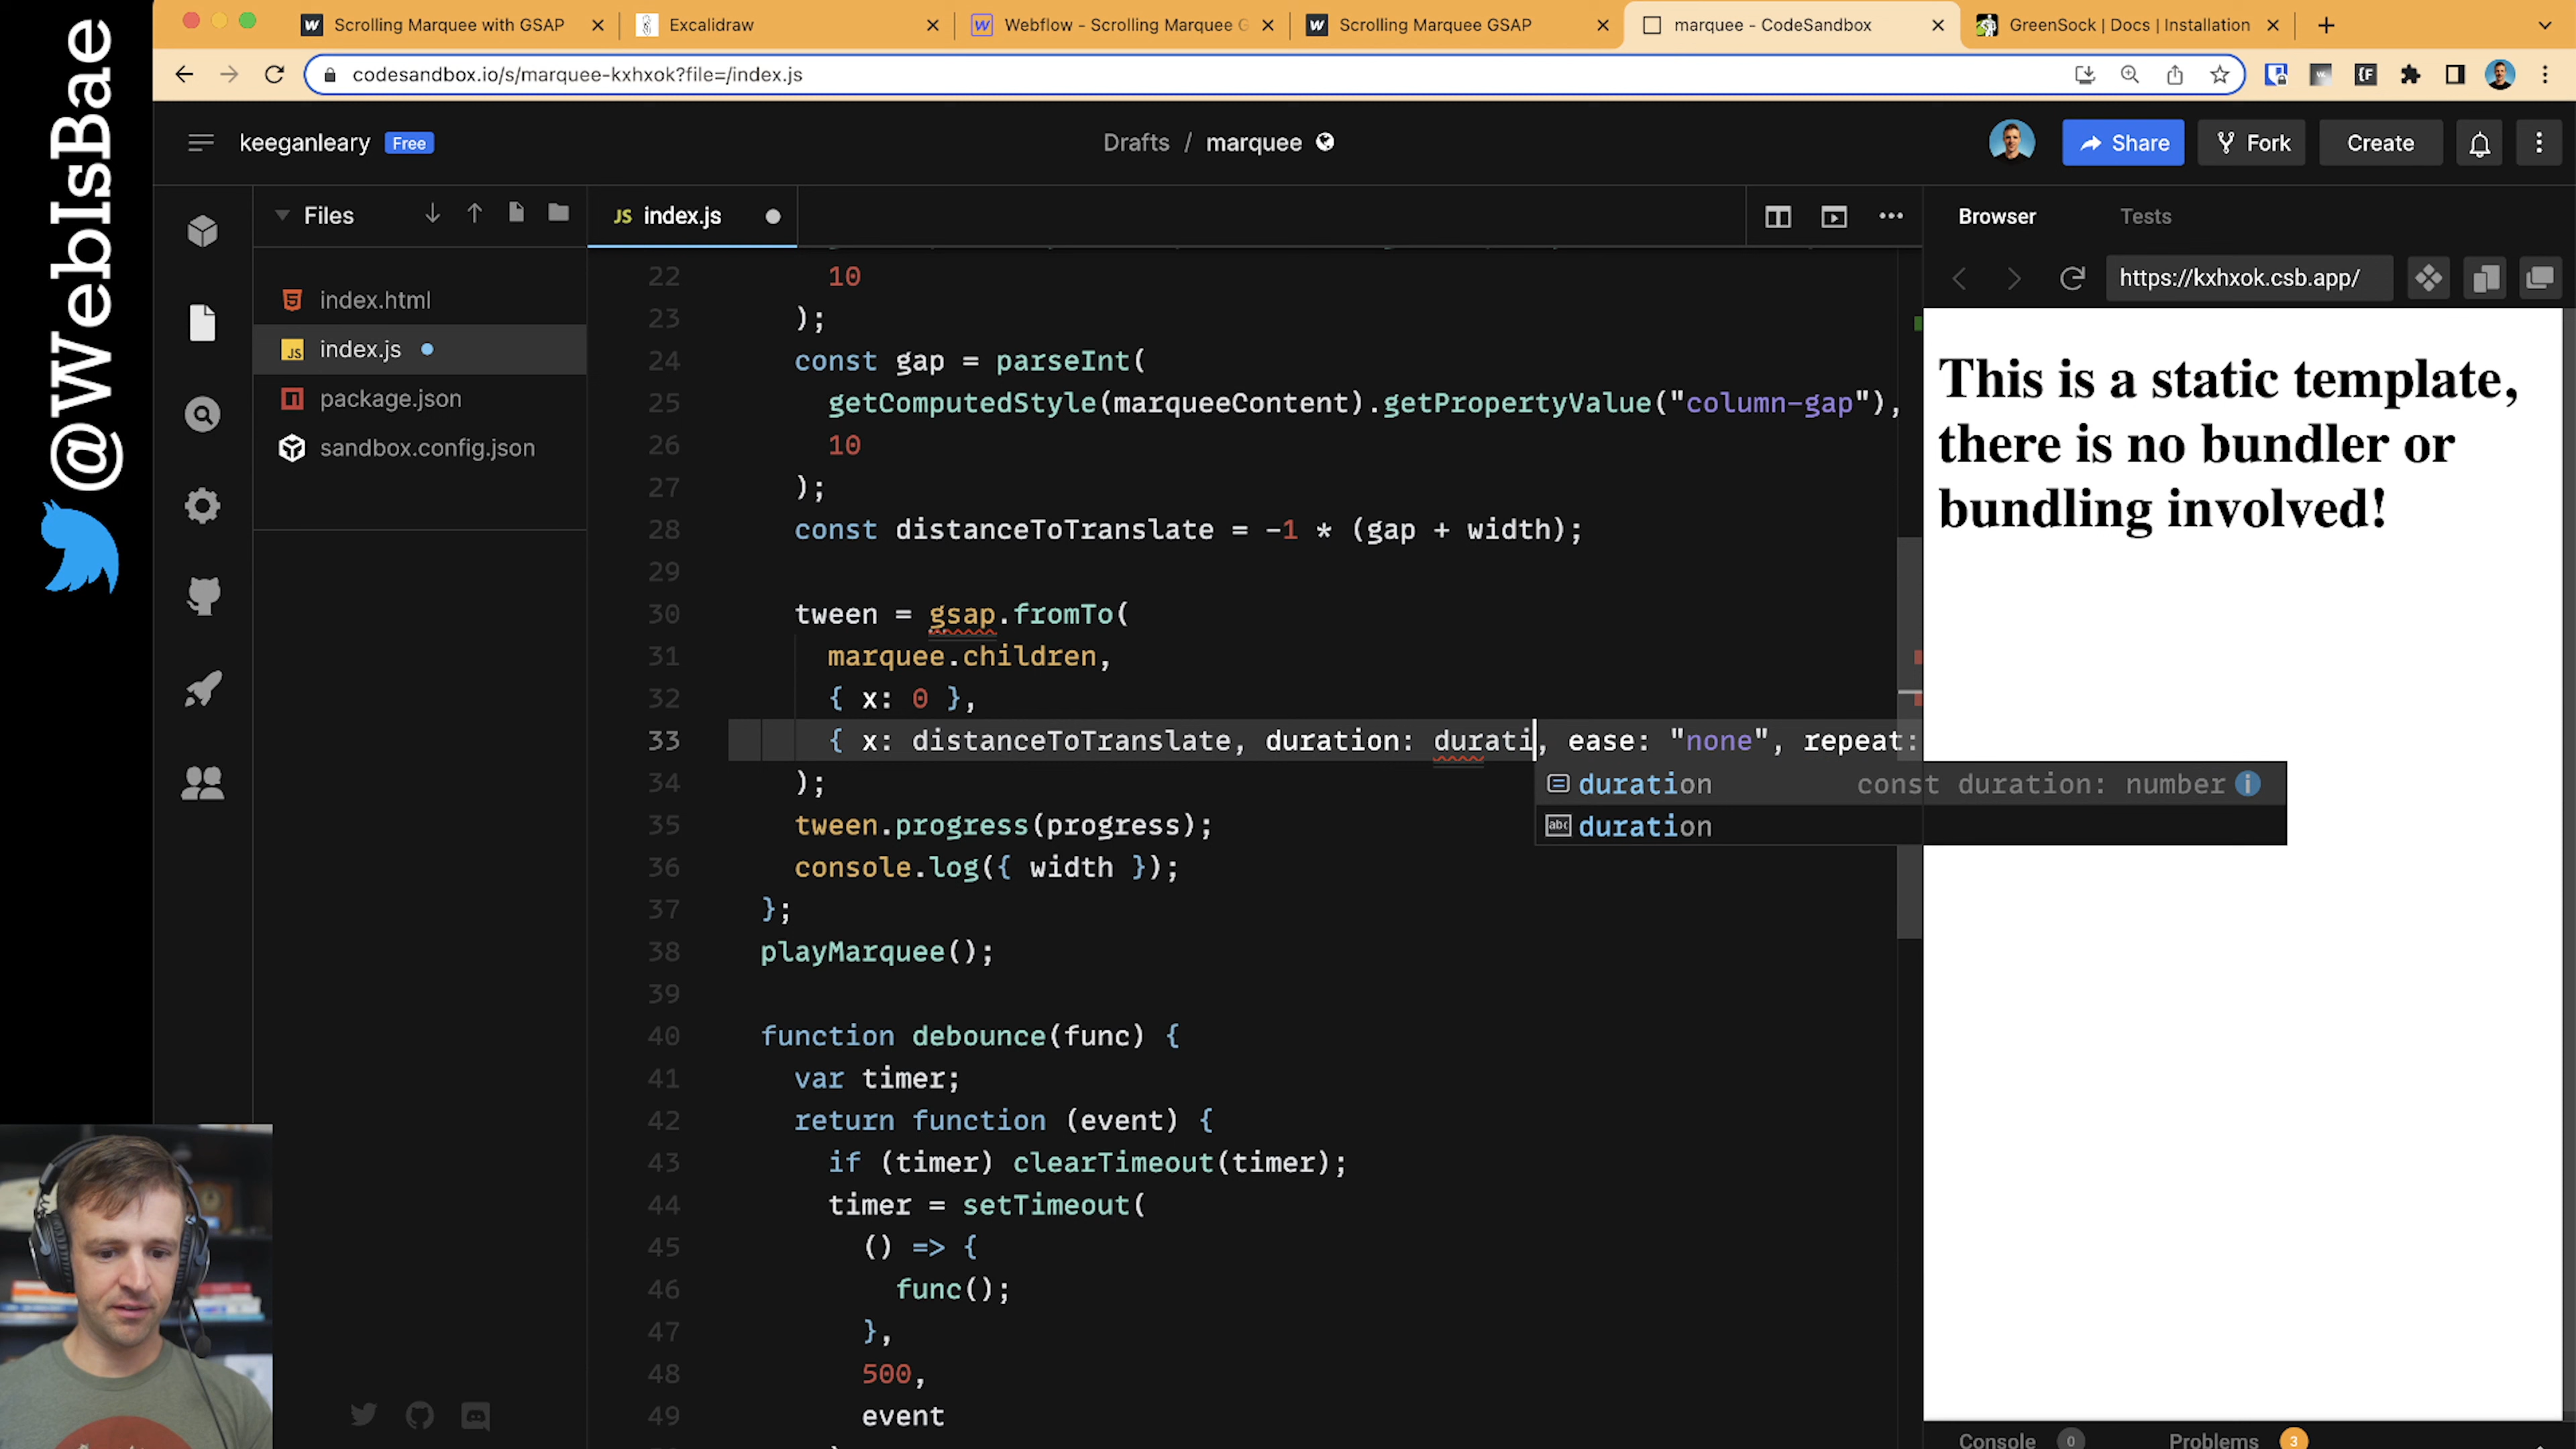 Scrolling Marquee with GSAP
Excalidraw
Webflow - Scrolling Marquee G
Scrolling Marquee GSAP
marquee - CodeSandbox
GreenSock | Docs | Installation
codesandbox.io/s/marquee-kxhxok?file=/index.js
@WebIsBae
keeganleary Free
Drafts / marquee
Share
Fork
Create
Files
index.html
JS index.js
package.json
sandbox.config.json
JS index.js
22 10
23 );
24 const gap = parseInt(
25 getComputedStyle(marqueeContent).getPropertyValue("column-gap"),
26 10
27 );
28 const distanceToTranslate = -1 * (gap + width);
29
30 tween = gsap.fromTo(
31 marquee.children,
32 { x: 0 },
33 { x: distanceToTranslate, duration: durati, ease: "none", repeat:
duration const duration: number
abc duration
34 );
35 tween.progress(progress);
36 console.log({ width });
37 };
38 playMarquee();
39
40 function debounce(func) {
41 var timer;
42 return function (event) {
43 if (timer) clearTimeout(timer);
44 timer = setTimeout(
45 () => {
46 func();
47 },
48 500,
49 event
Browser
Tests
https://kxhxok.csb.app/
This is a static template,
there is no bundler or
bundling involved!
Console 0
Problems 3